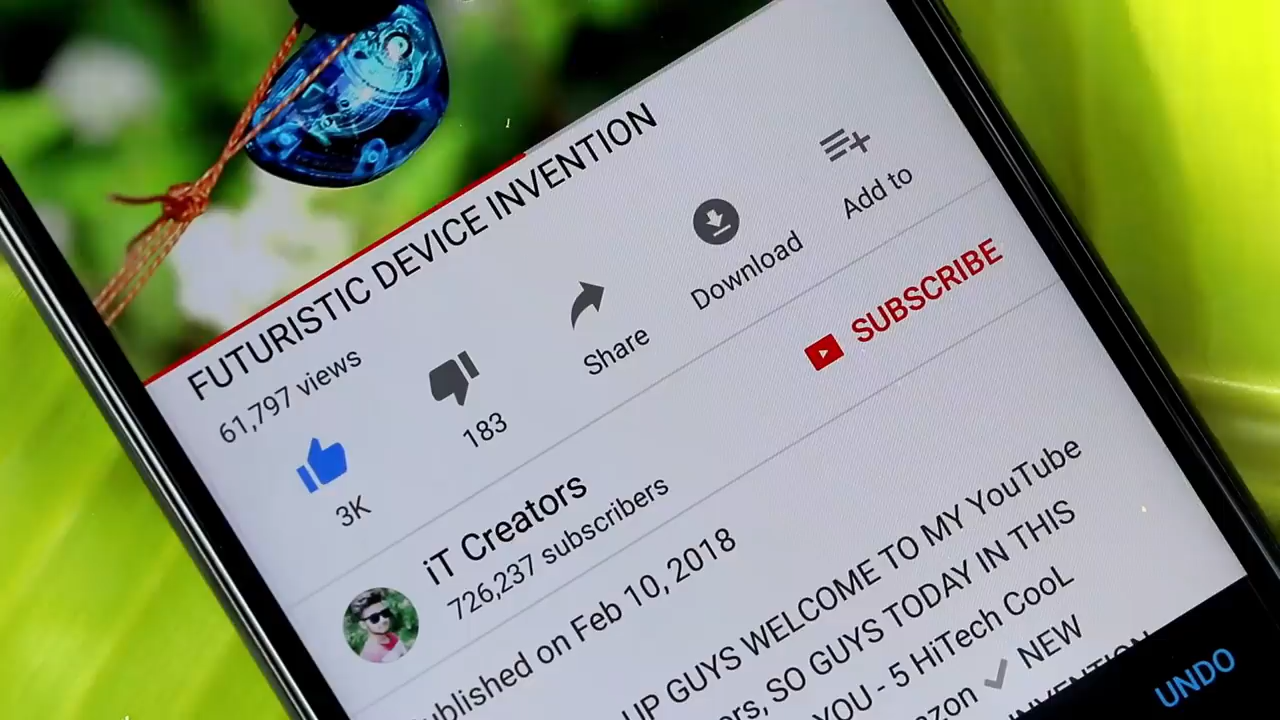 FUTURISTIC DEVICE INVENTION
61,797 views
3K
183
Share
Download
Add to
iT Creators
726,237 subscribers
SUBSCRIBE
on Feb 10, 2018
UP GUYS WELCOME TO MY YouTube
SO GUYS TODAY IN THIS
YOU - 5 HiTech CooL
✔ NEW
UNDO